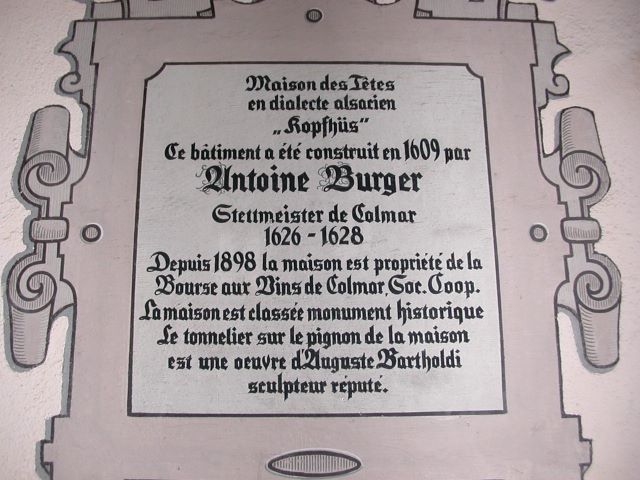 Maison des Têtes
en dialecte alsacien
„Kopfhüs"
Ce bâtiment a été construit en 1609 par
Antoine Burger
Stettmeister de Colmar
1626 - 1628
Depuis 1898 la maison est propriété de la
Bourse aux Vins de Colmar, Soc. Coop.
La maison est classée monument historique
Le tonnelier sur le pignon de la maison
est une oeuvre d'Auguste Bartholdi
sculpteur réputé.